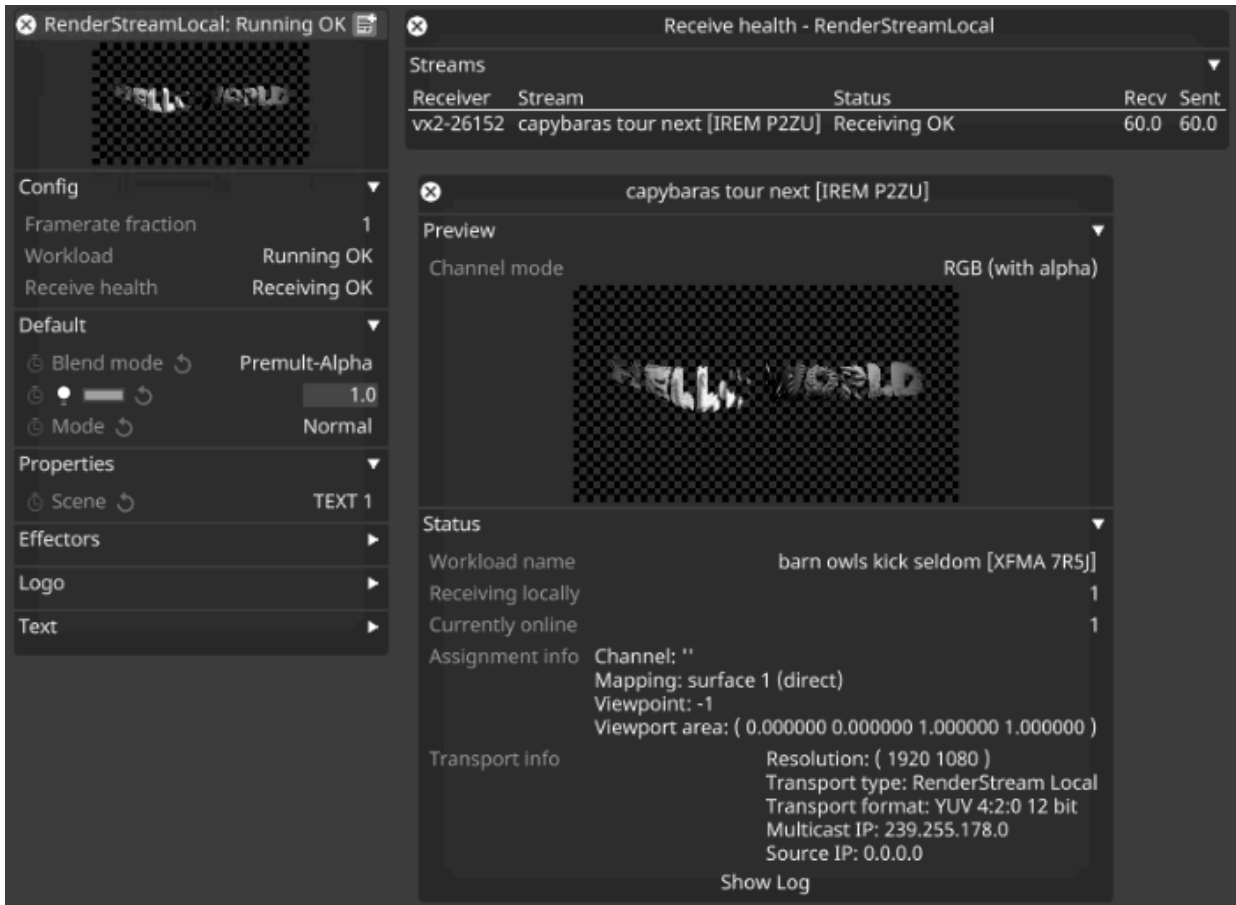 RenderStreamLocal: Running OK
HELLO WORLD
Config
Framerate fraction 1
Workload Running OK
Receive health Receiving OK
Default
Blend mode Premult-Alpha
1.0
Mode Normal
Properties
Scene TEXT 1
Effectors
Logo
Text
Receive health - RenderStreamLocal
Streams
Receiver Stream Status Recv Sent
vx2-26152 capybaras tour next [IREM P2ZU] Receiving OK 60.0 60.0
capybaras tour next [IREM P2ZU]
Preview
Channel mode RGB (with alpha)
HELLO WORLD
Status
Workload name barn owls kick seldom [XFMA 7R5J]
Receiving locally 1
Currently online 1
Assignment info Channel: ''
Mapping: surface 1 (direct)
Viewpoint: -1
Viewport area: ( 0.000000 0.000000 1.000000 1.000000 )
Transport info Resolution: ( 1920 1080 )
Transport type: RenderStream Local
Transport format: YUV 4:2:0 12 bit
Multicast IP: 239.255.178.0
Source IP: 0.0.0.0
Show Log